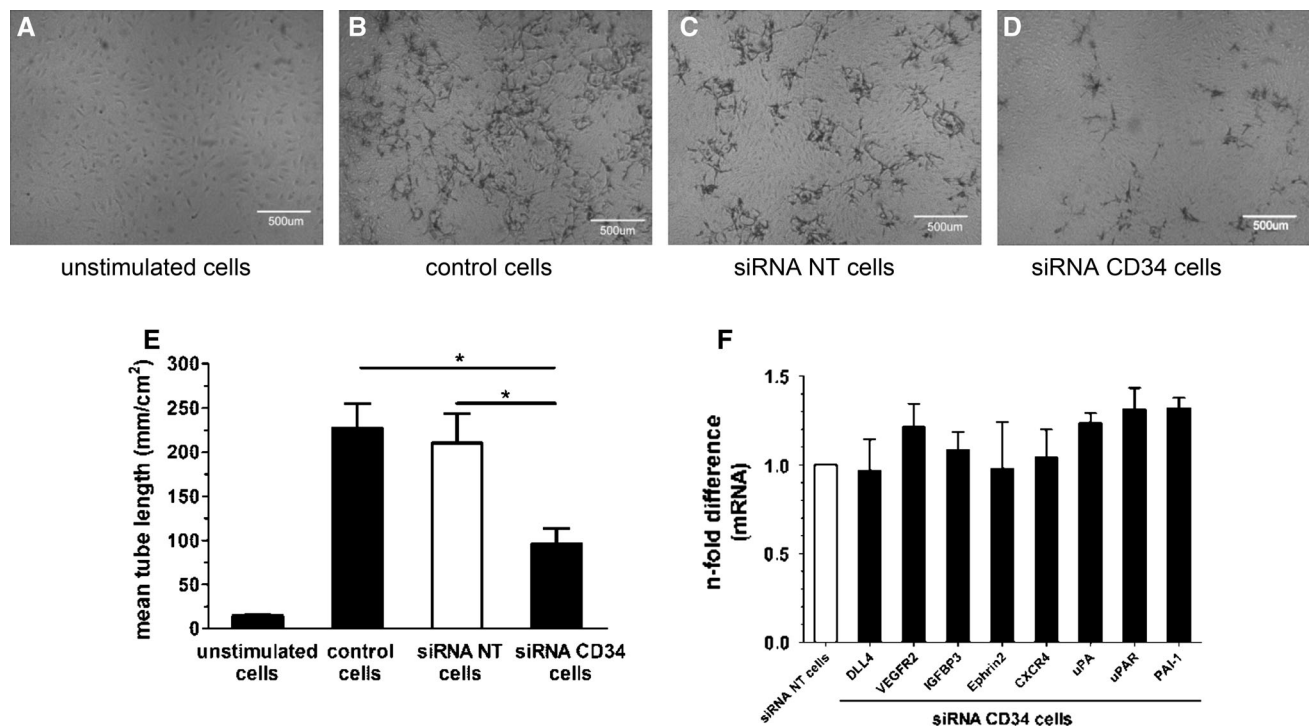 A
500um
unstimulated cells
B
500um
control cells
C
500um
siRNA NT cells
D
500um
siRNA CD34 cells
E
mean tube length (mm/cm²)
300
250
200
150
100
75
50
25
0
*
*
unstimulated
cells
control
cells
siRNA NT
cells
siRNA CD34
cells
F
n-fold difference
(mRNA)
1.5
1.0
0.5
0.0
siRNA NT cells
DLL4
VEGFR2
IGFBP3
Ephrin2
CXCR4
uPA
uPAR
PAI-1
siRNA CD34 cells